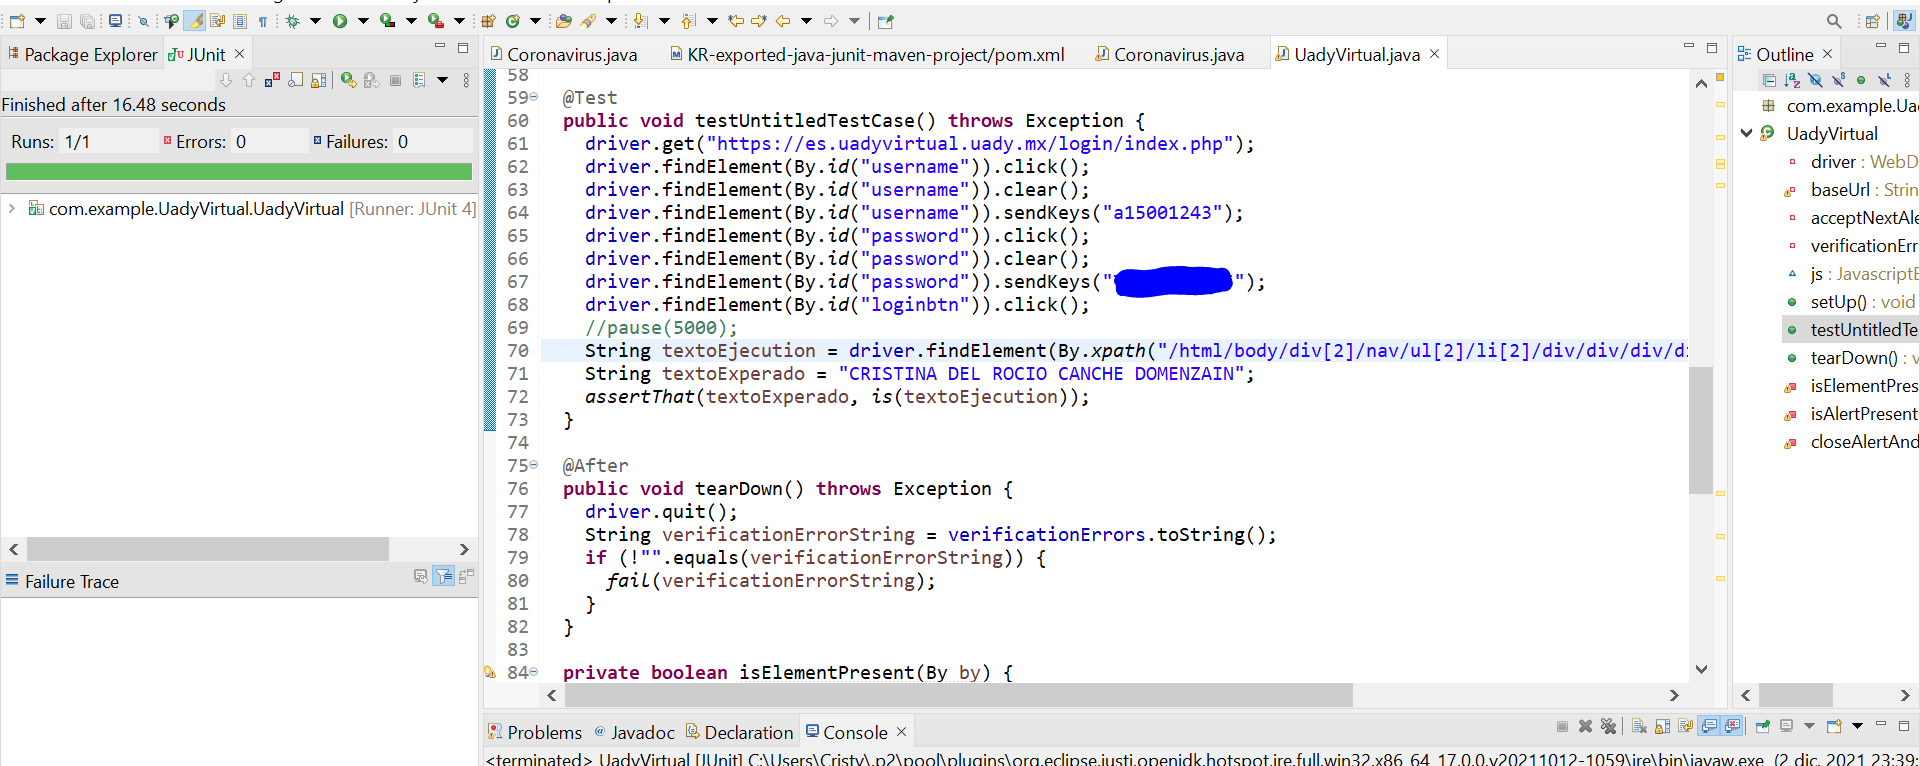 Package Explorer
JUnit
Finished after 16.48 seconds
Runs: 1/1
Errors: 0
Failures: 0
com.example.UadyVirtual.UadyVirtual [Runner: JUnit 4]
Failure Trace
Coronavirus.java
KR-exported-java-junit-maven-project/pom.xml
Coronavirus.java
UadyVirtual.java
58
59 @Test
60 public void testUntitledTestCase() throws Exception {
61 driver.get("https://es.uadyvirtual.uady.mx/login/index.php");
62 driver.findElement(By.id("username")).click();
63 driver.findElement(By.id("username")).clear();
64 driver.findElement(By.id("username")).sendKeys("a15001243");
65 driver.findElement(By.id("password")).click();
66 driver.findElement(By.id("password")).clear();
67 driver.findElement(By.id("password")).sendKeys(" ");
68 driver.findElement(By.id("loginbtn")).click();
69 //pause(5000);
70 String textoEjecution = driver.findElement(By.xpath("/html/body/div[2]/nav/ul[2]/li[2]/div/div/div/d
71 String textoExperado = "CRISTINA DEL ROCIO CANCHE DOMENZAIN";
72 assertThat(textoExperado, is(textoEjecution));
73 }
74
75 @After
76 public void tearDown() throws Exception {
77 driver.quit();
78 String verificationErrorString = verificationErrors.toString();
79 if (!"".equals(verificationErrorString)) {
80 fail(verificationErrorString);
81 }
82 }
83
84 private boolean isElementPresent(By by) {
Outline
com.example.Ua
UadyVirtual
driver : WebD
baseUrl : Strin
acceptNextAle
verificationErr
js : JavascriptE
setUp() : void
testUntitledTe
tearDown() : v
isElementPres
isAlertPresent
closeAlertAnd
Problems
Javadoc
Declaration
Console
<terminated> UadyVirtual [JUnit] C:\Users\Cristy\.p2\pool\plugins\org.eclipse.justj.openjdk.hotspot.jre.full.win32.x86_64_17.0.0.v20211012-1059\jre\bin\javaw.exe (2 dic. 2021 23:39: